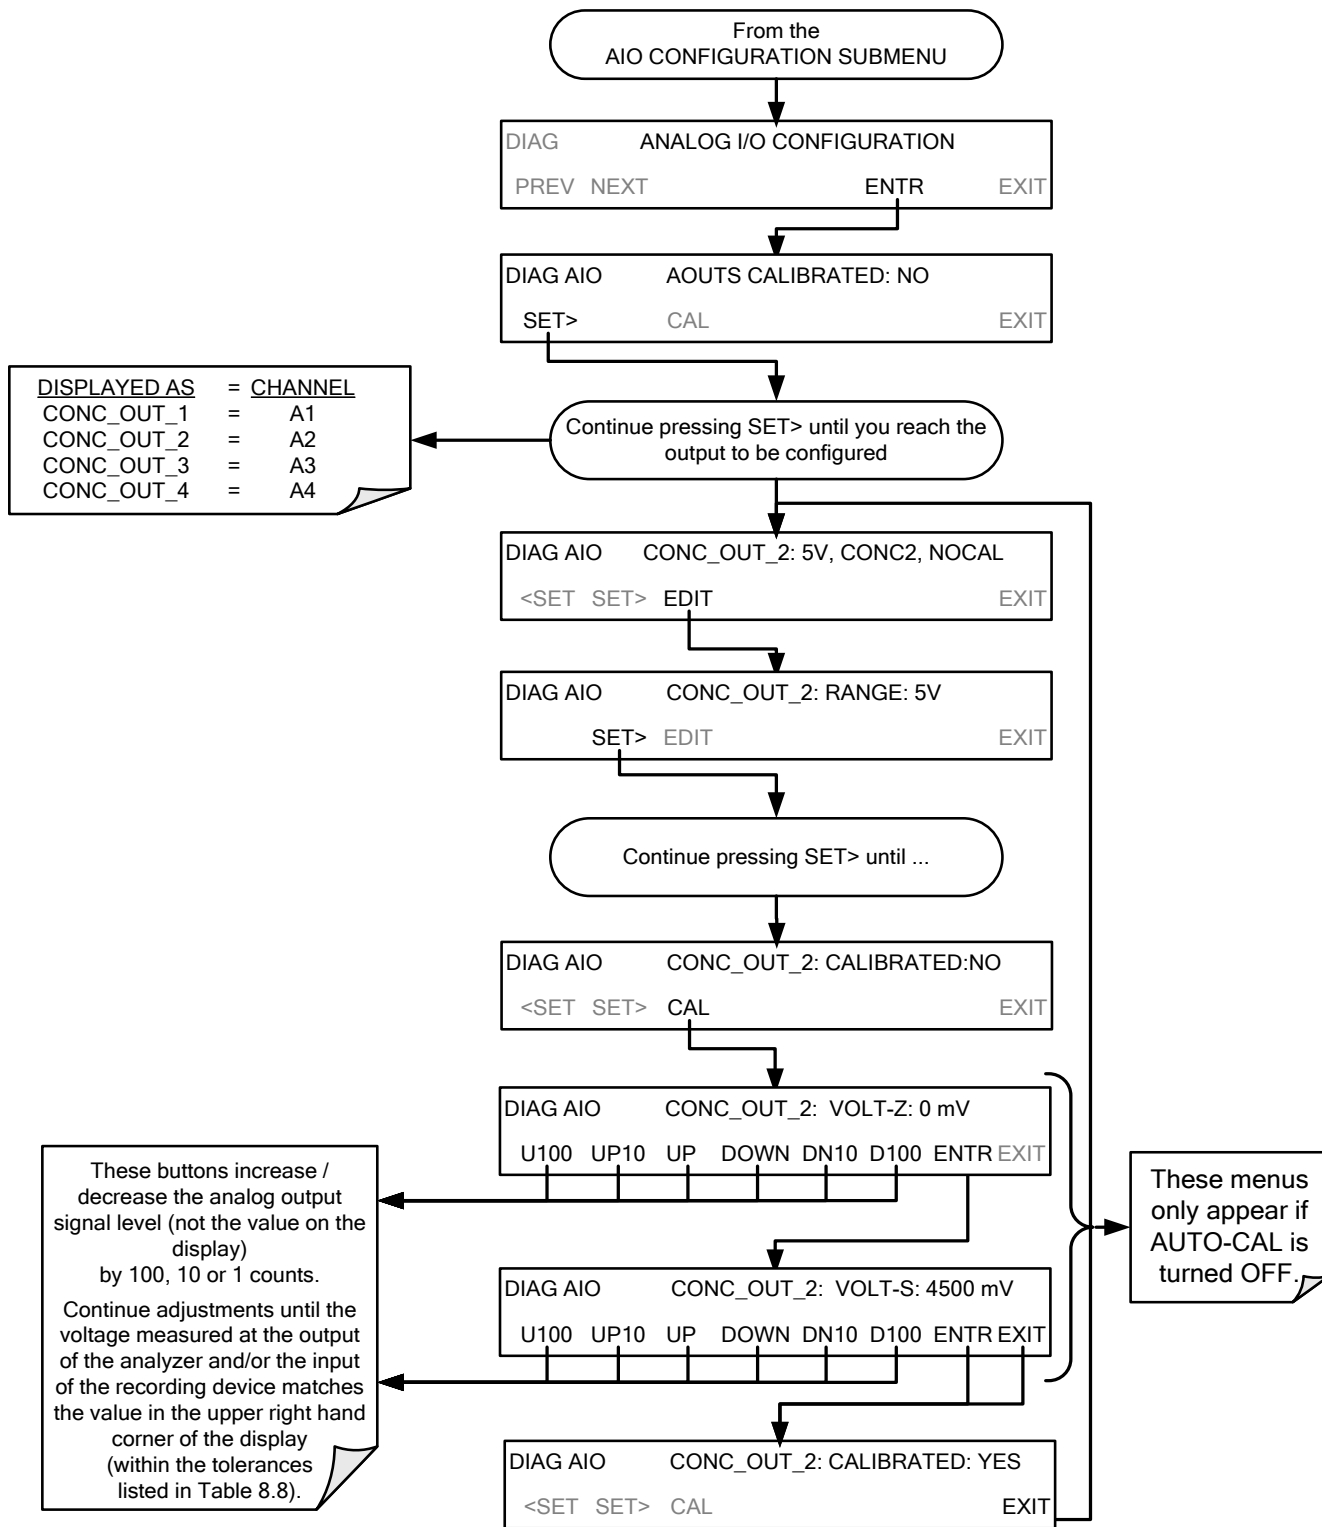 From the
AIO CONFIGURATION SUBMENU
DIAG ANALOG I/O CONFIGURATION
PREV NEXT ENTR EXIT
DIAG AIO AOUTS CALIBRATED: NO
SET> CAL EXIT
DISPLAYED AS = CHANNEL
CONC_OUT_1 = A1
CONC_OUT_2 = A2
CONC_OUT_3 = A3
CONC_OUT_4 = A4
Continue pressing SET> until you reach the
output to be configured
DIAG AIO CONC_OUT_2: 5V, CONC2, NOCAL
<SET SET> EDIT EXIT
DIAG AIO CONC_OUT_2: RANGE: 5V
SET> EDIT EXIT
Continue pressing SET> until ...
DIAG AIO CONC_OUT_2: CALIBRATED:NO
<SET SET> CAL EXIT
DIAG AIO CONC_OUT_2: VOLT-Z: 0 mV
U100 UP10 UP DOWN DN10 D100 ENTR EXIT
These buttons increase /
decrease the analog output
signal level (not the value on the
display)
by 100, 10 or 1 counts.
Continue adjustments until the
voltage measured at the output
of the analyzer and/or the input
of the recording device matches
the value in the upper right hand
corner of the display
(within the tolerances
listed in Table 8.8).
These menus
only appear if
AUTO-CAL is
turned OFF.
DIAG AIO CONC_OUT_2: VOLT-S: 4500 mV
U100 UP10 UP DOWN DN10 D100 ENTR EXIT
DIAG AIO CONC_OUT_2: CALIBRATED: YES
<SET SET> CAL EXIT